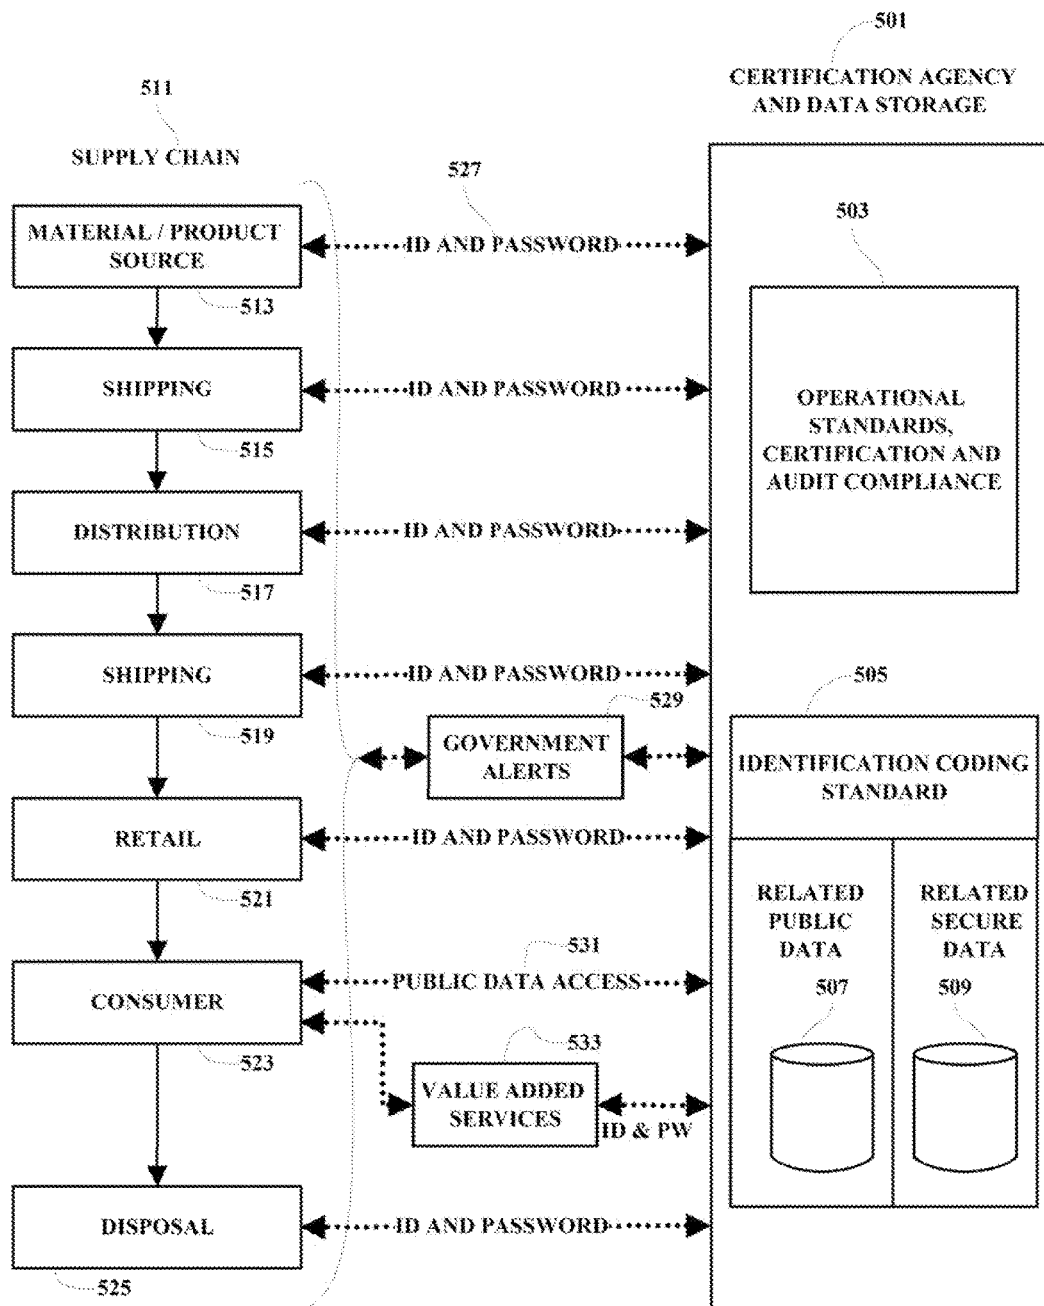 501
CERTIFICATION AGENCY
AND DATA STORAGE
511
SUPPLY CHAIN
527
503
MATERIAL / PRODUCT
SOURCE
ID AND PASSWORD
513
SHIPPING
ID AND PASSWORD
515
OPERATIONAL
STANDARDS,
CERTIFICATION AND
AUDIT COMPLIANCE
DISTRIBUTION
ID AND PASSWORD
517
SHIPPING
ID AND PASSWORD
519
529
505
GOVERNMENT
ALERTS
IDENTIFICATION CODING
STANDARD
RETAIL
ID AND PASSWORD
521
RELATED
PUBLIC
DATA
RELATED
SECURE
DATA
531
CONSUMER
PUBLIC DATA ACCESS
507
509
523
533
VALUE ADDED
SERVICES
ID & PW
DISPOSAL
ID AND PASSWORD
525